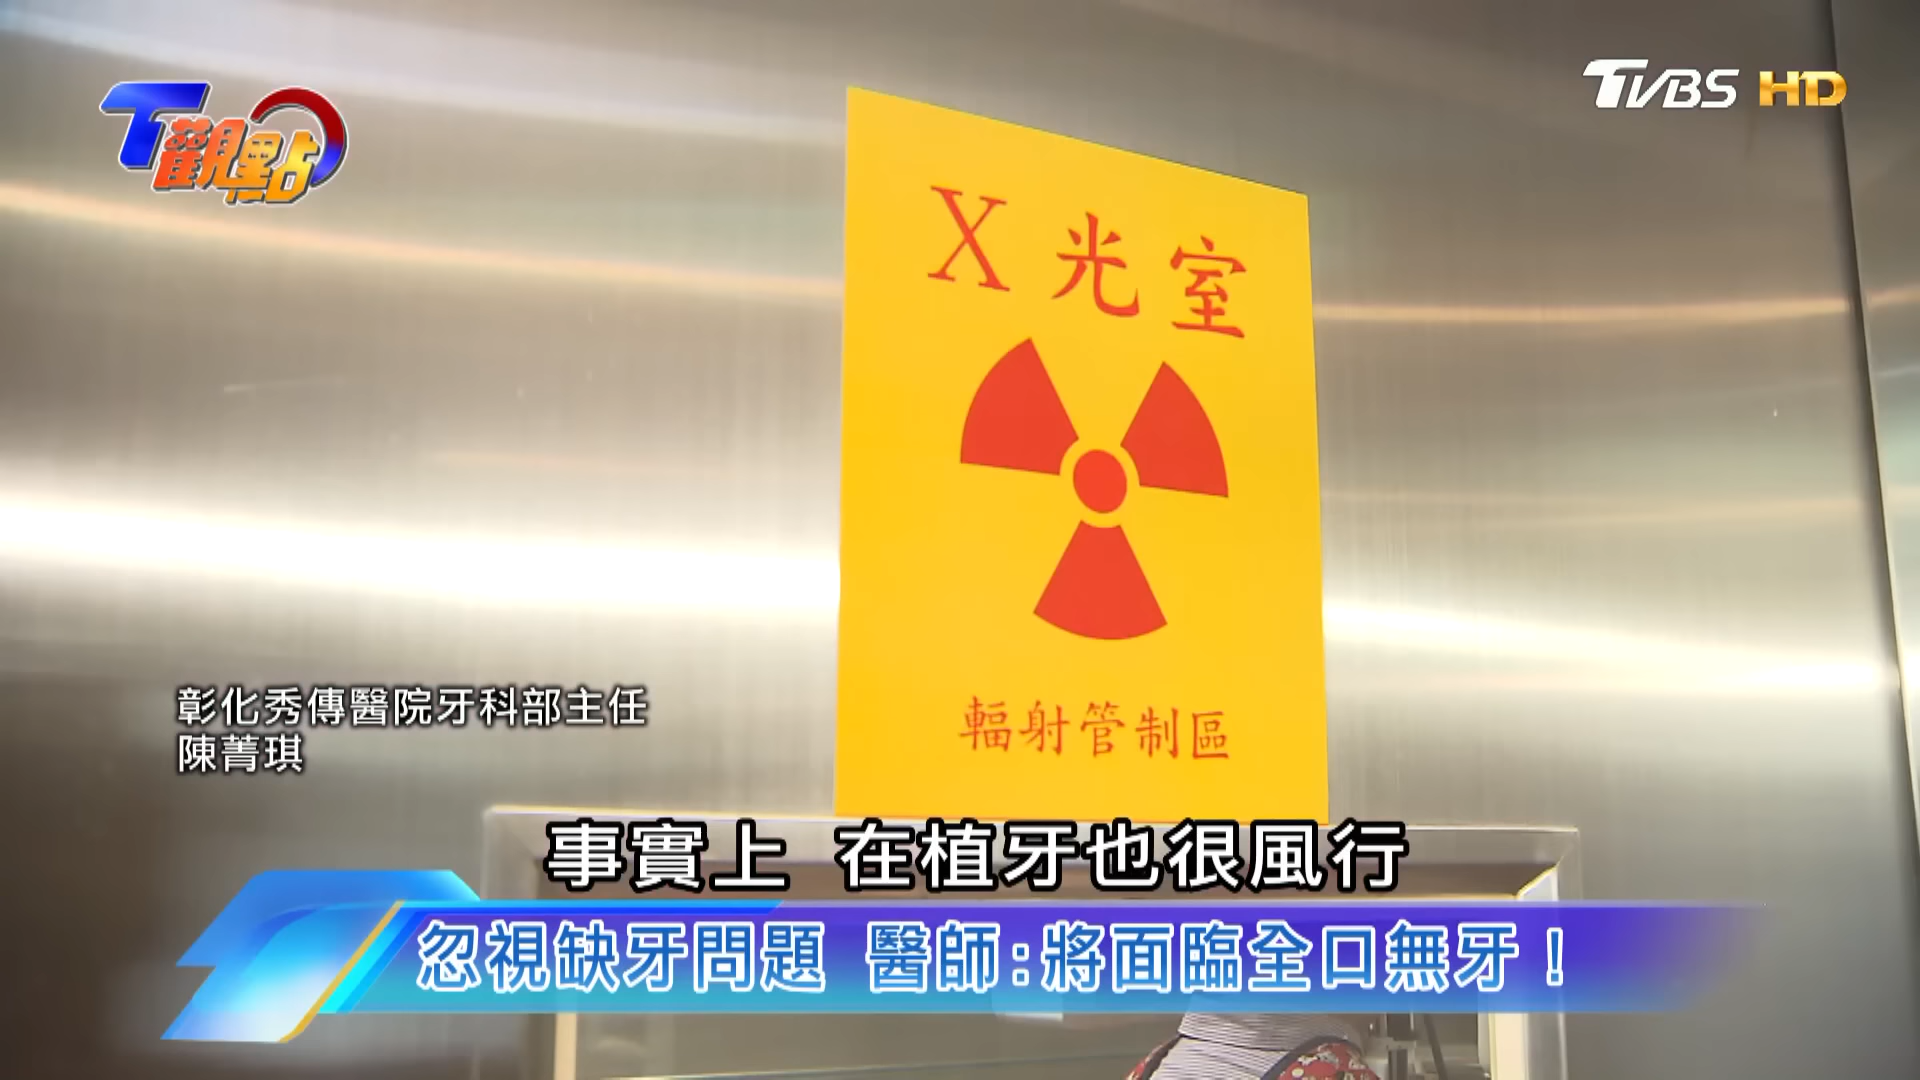 T觀點
TVBS HD
X光室
輻射管制區
彰化秀傳醫院牙科部主任
陳菁琪
事實上 在植牙也很風行
忽視缺牙問題 醫師:將面臨全口無牙!